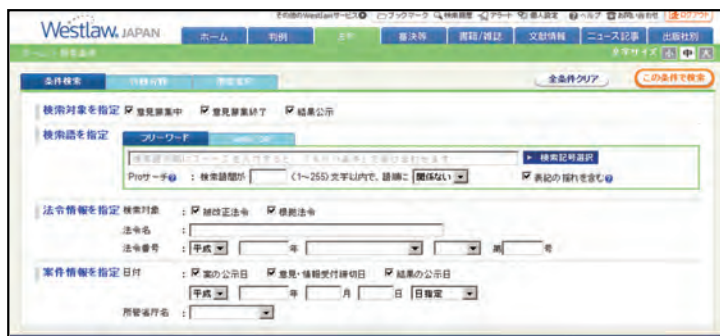 その他のWestlawサービス ブックマーク 検索履歴 アラート 個人設定 ヘルプ お問い合わせ ログアウト
Westlaw. JAPAN
ホーム 判例 法令 審決等 書籍/雑誌 文献情報 ニュース記事 出版社別
文字サイズ 小 中 大
条件検索
全条件クリア この条件で検索
検索対象を指定 意見募集中 意見募集終了 結果公示
検索語を指定 フリーワード
検索記号選択
Proサーチ : 検索語間が (1~255)文字以内で、語順に 関係ない 表記の揺れを含む
法令情報を指定 検索対象 : 被改正法令 根拠法令
法令名 :
法令番号 : 平成 年 第 号
案件情報を指定 日付 : 案の公示日 意見・情報受付締切日 結果の公示日
平成 年 月 日 日指定
所管省庁名 :